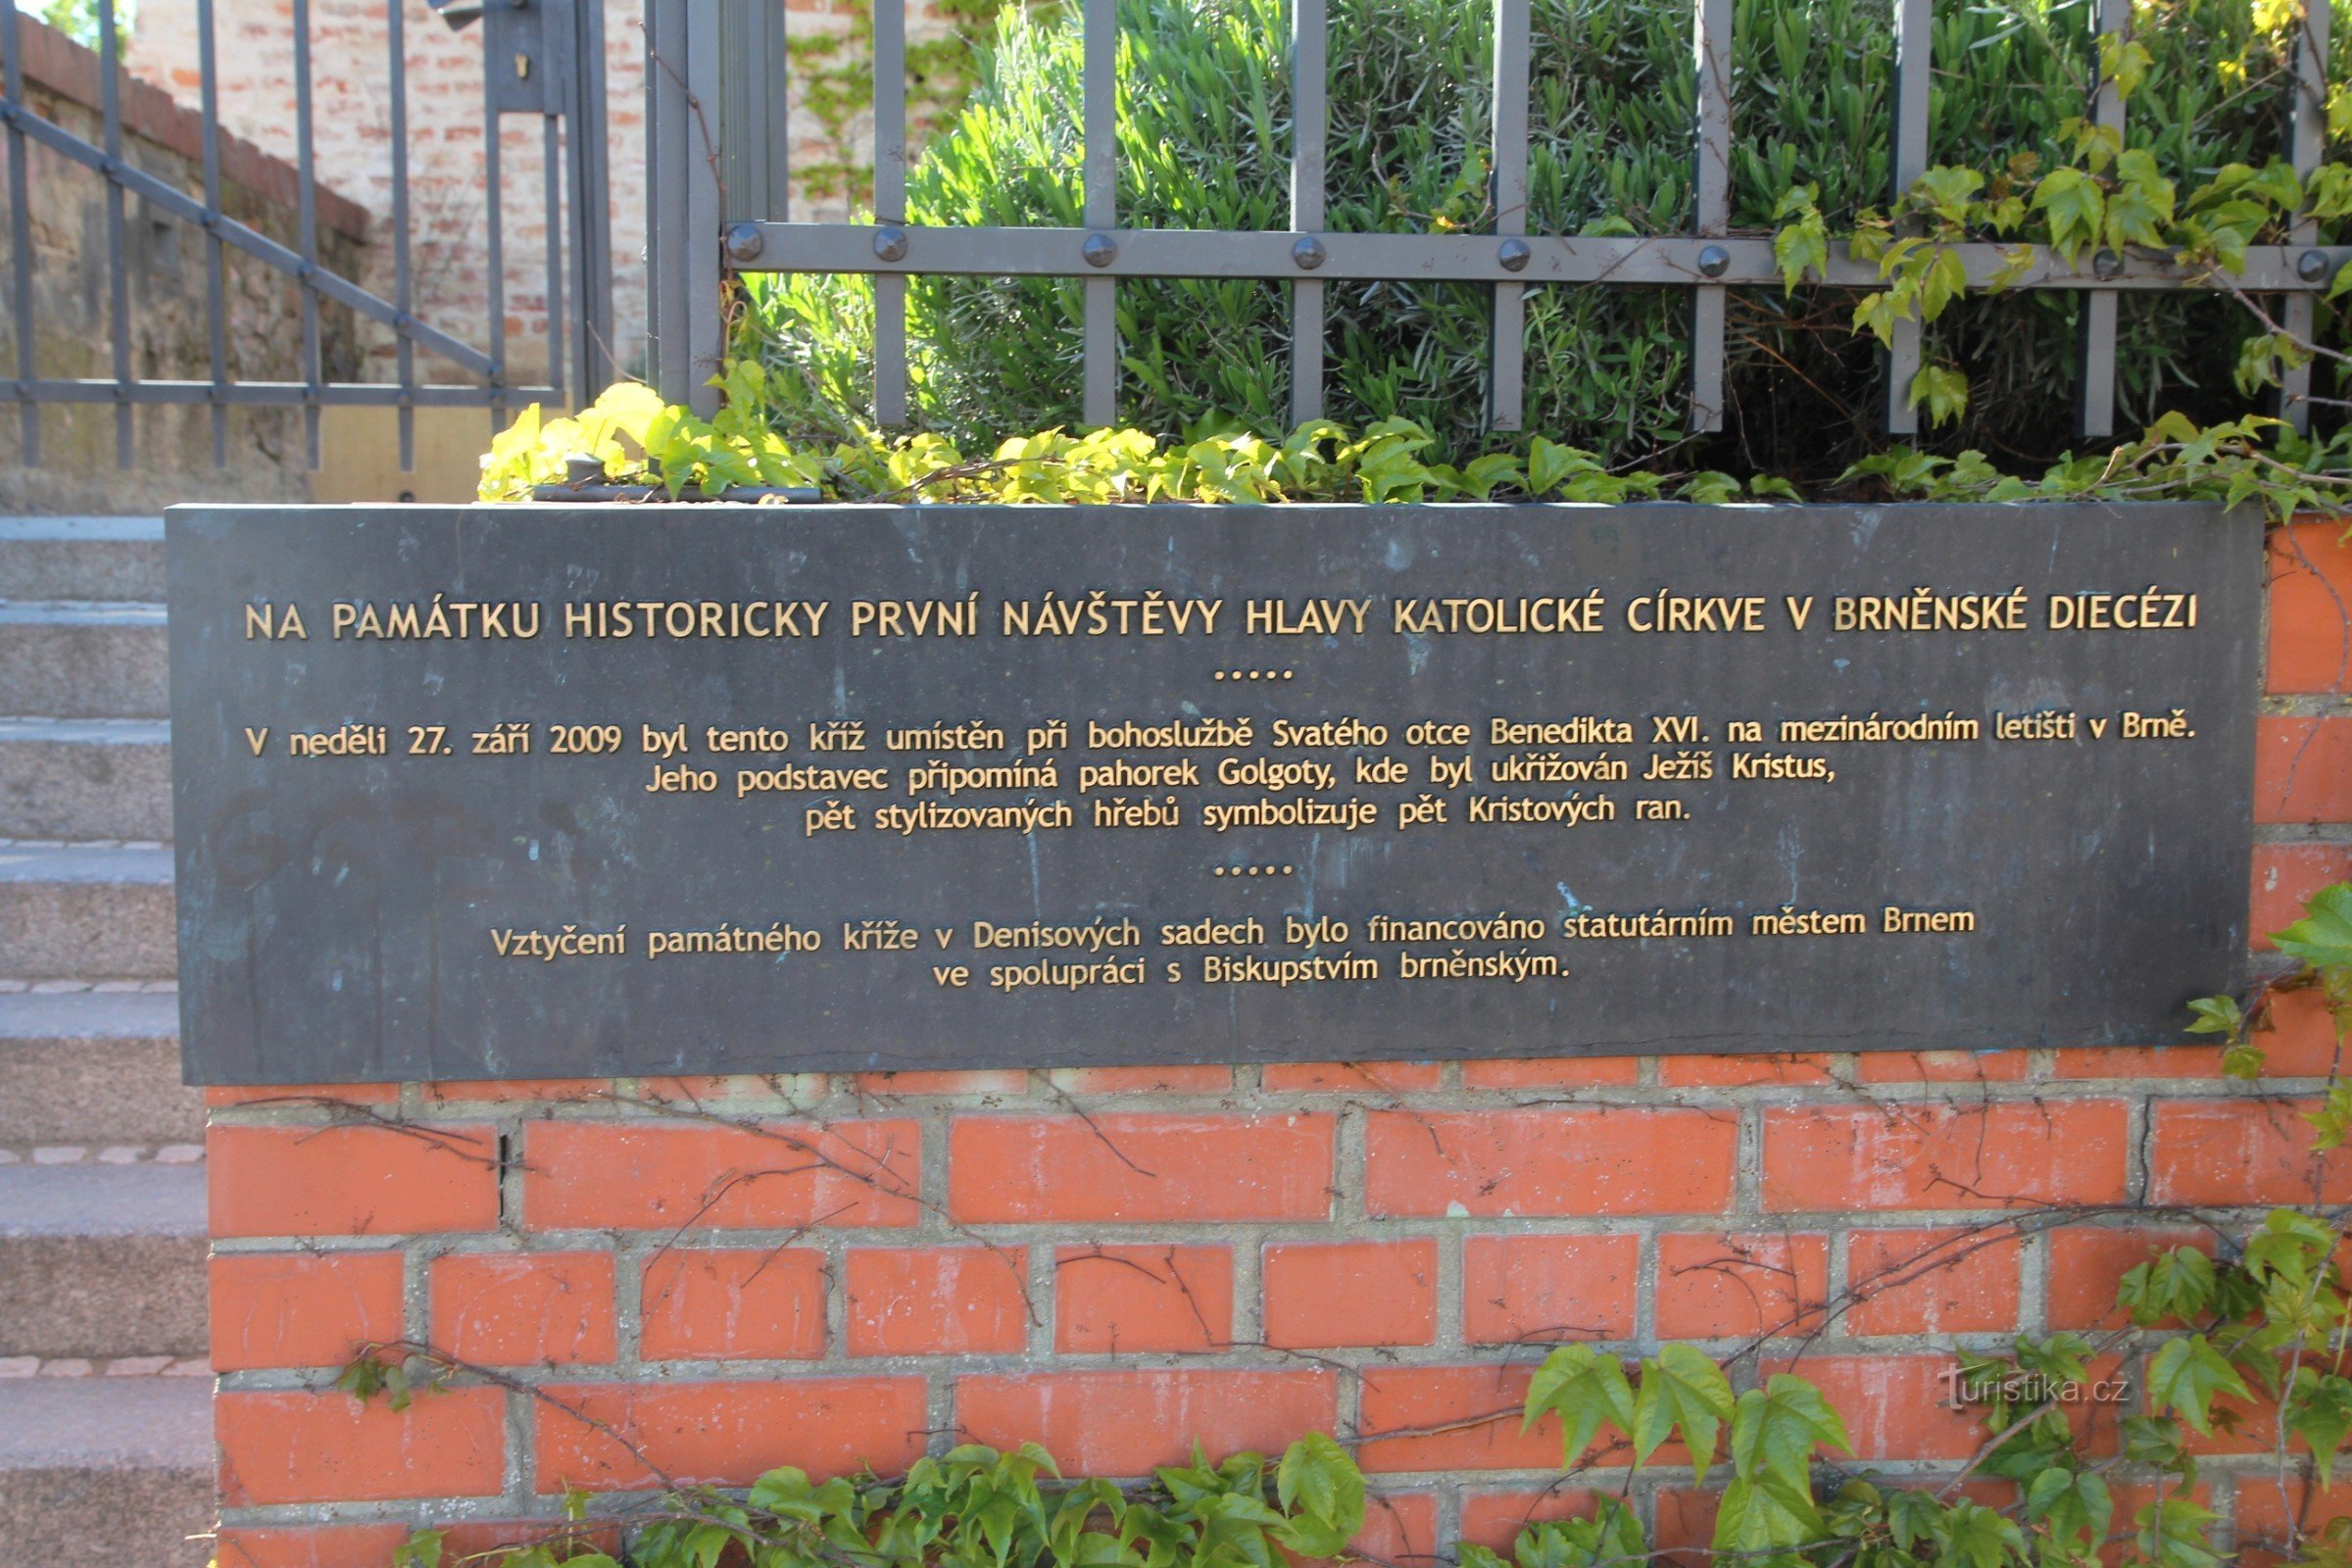 NA PAMÁTKU HISTORICKY PRVNÍ NÁVŠTĚVY HLAVY KATOLICKÉ CÍRKVE V BRNĚNSKÉ DIECÉZI
.....
V neděli 27. září 2009 byl tento kříž umístěn při bohoslužbě Svatého otce Benedikta XVI. na mezinárodním letišti v Brně.
Jeho podstavec připomíná pahorek Golgoty, kde byl ukřižován Ježíš Kristus,
pět stylizovaných hřebů symbolizuje pět Kristových ran.
.....
Vztyčení památného kříže v Denisových sadech bylo financováno statutárním městem Brnem
ve spolupráci s Biskupstvím brněnským.
Turistika.cz